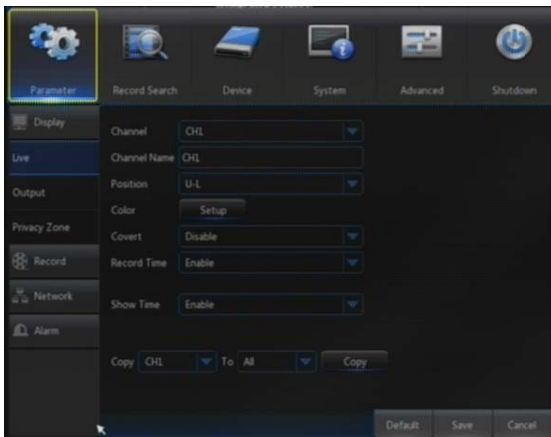 Parameter
Record Search
Device
System
Advanced
Shutdown
Display
Live
Output
Privacy Zone
Record
Network
Alarm
Channel CH1
Channel Name CH1
Position U-L
Color Setup
Covert Disable
Record Time Enable
Show Time Enable
Copy CH1 To All Copy
Default Save Cancel